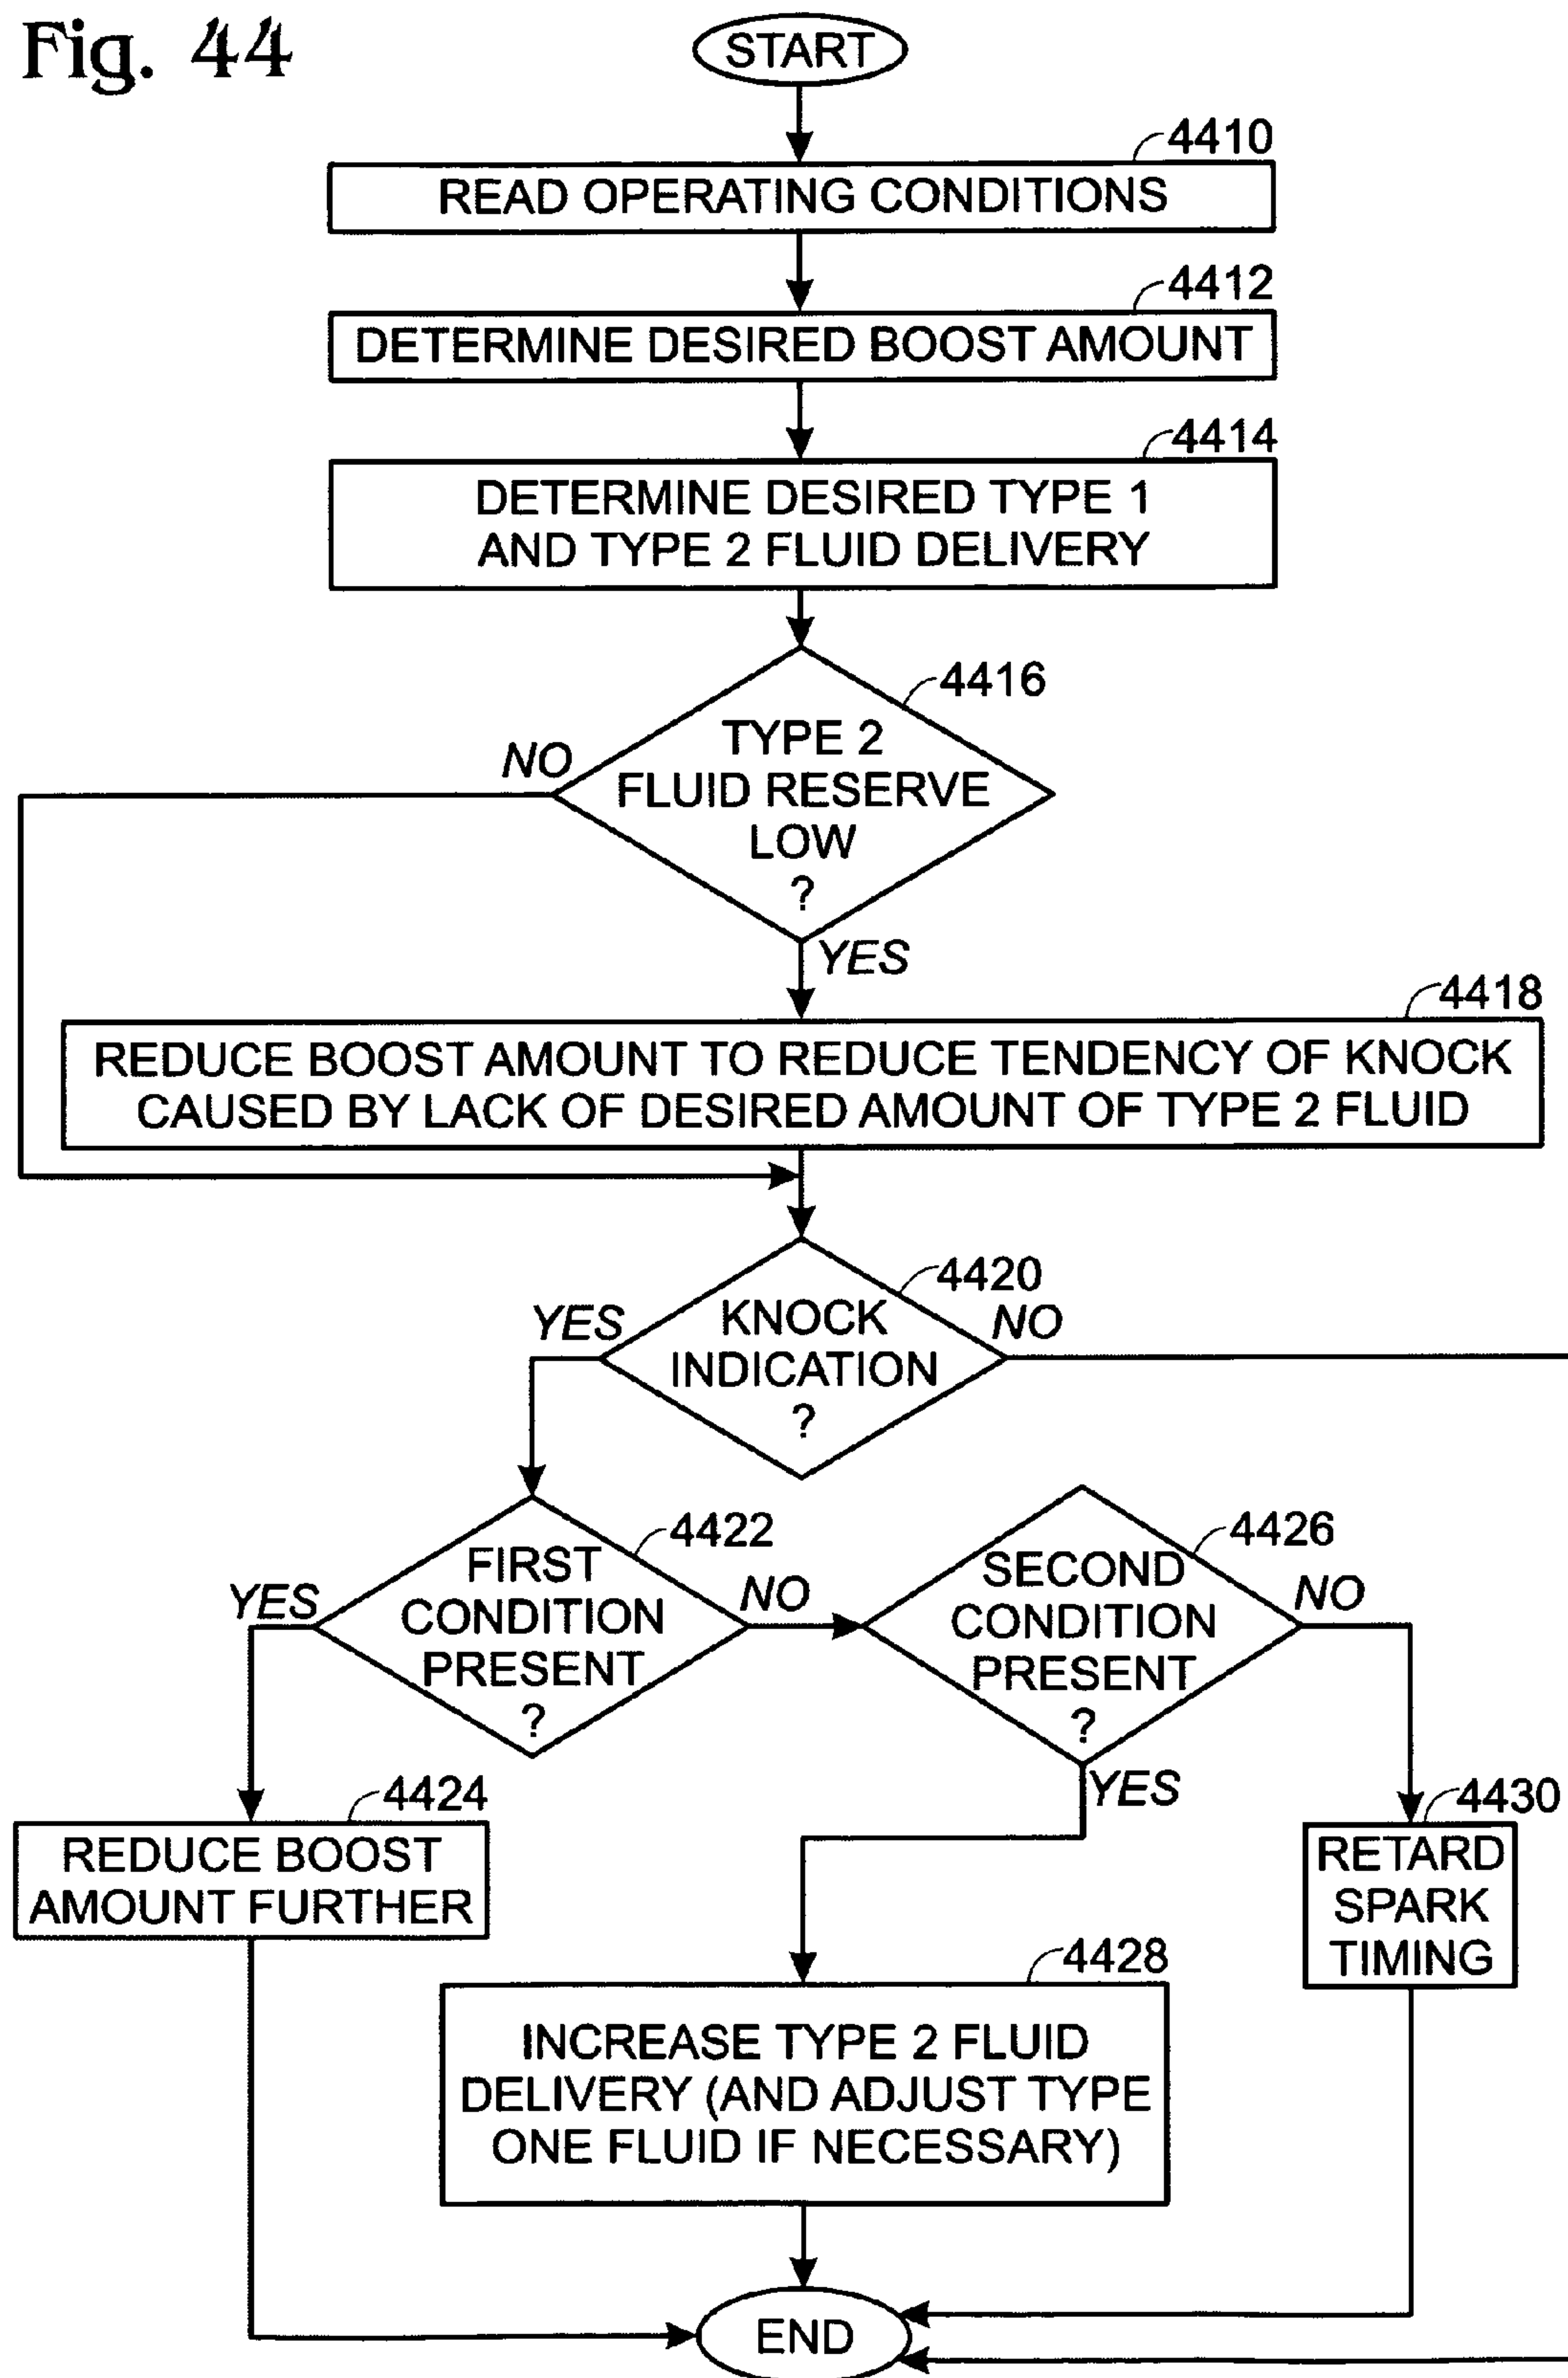 Fig. 44
START
4410
READ OPERATING CONDITIONS
4412
DETERMINE DESIRED BOOST AMOUNT
4414
DETERMINE DESIRED TYPE 1
AND TYPE 2 FLUID DELIVERY
4416
TYPE 2
FLUID RESERVE
LOW
?
NO
YES
4418
REDUCE BOOST AMOUNT TO REDUCE TENDENCY OF KNOCK
CAUSED BY LACK OF DESIRED AMOUNT OF TYPE 2 FLUID
4420
KNOCK
INDICATION
?
YES
NO
4422
FIRST
CONDITION
PRESENT
?
YES
NO
4426
SECOND
CONDITION
PRESENT
?
NO
YES
4424
REDUCE BOOST
AMOUNT FURTHER
4430
RETARD
SPARK
TIMING
4428
INCREASE TYPE 2 FLUID
DELIVERY (AND ADJUST TYPE
ONE FLUID IF NECESSARY)
END